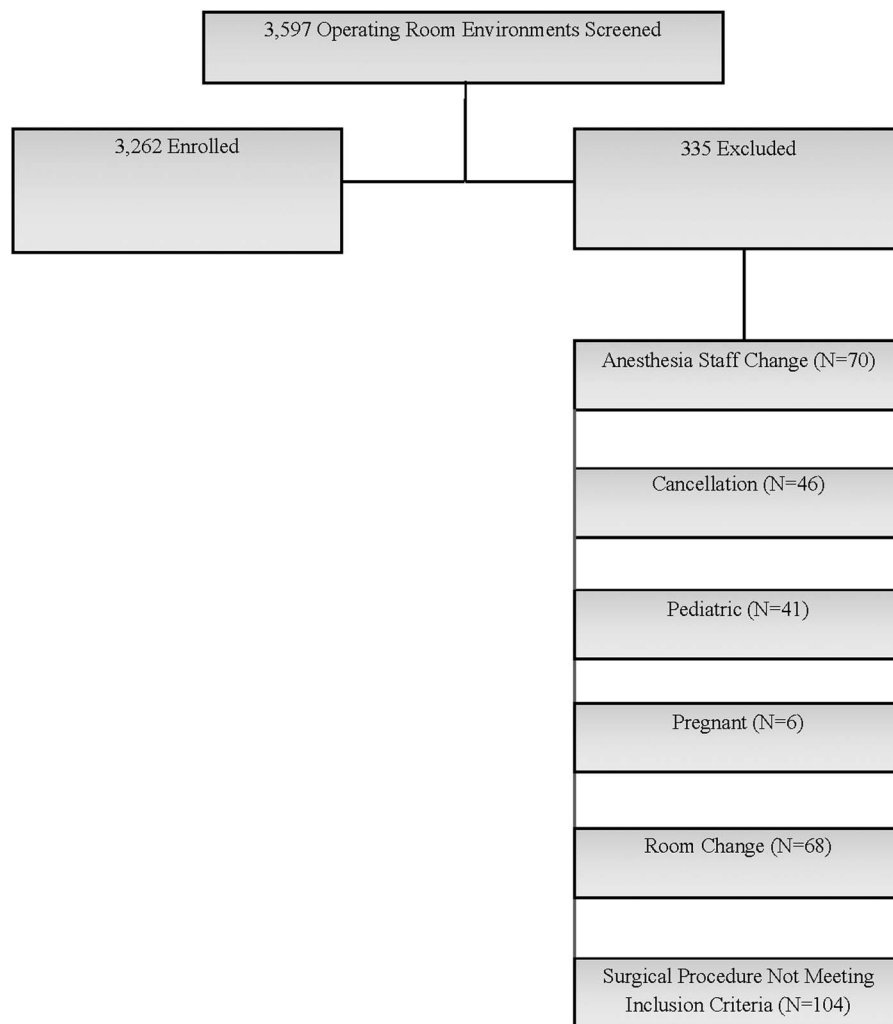 3,597 Operating Room Environments Screened
3,262 Enrolled
335 Excluded
Anesthesia Staff Change (N=70)
Cancellation (N=46)
Pediatric (N=41)
Pregnant (N=6)
Room Change (N=68)
Surgical Procedure Not Meeting
Inclusion Criteria (N=104)